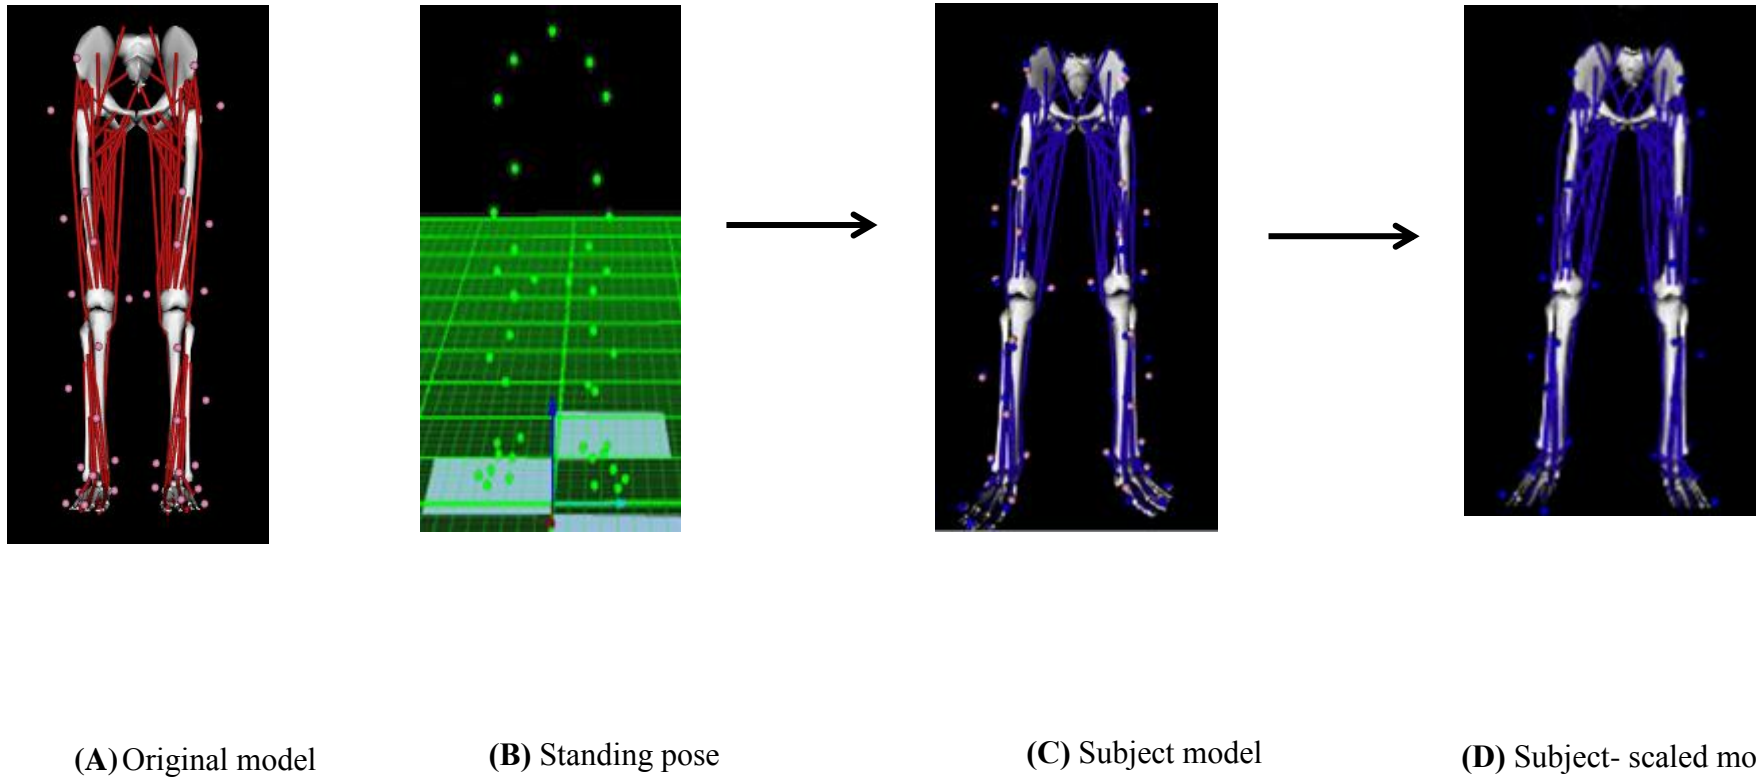 (A) Original model
(B) Standing pose
(C) Subject model
(D) Subject- scaled mo